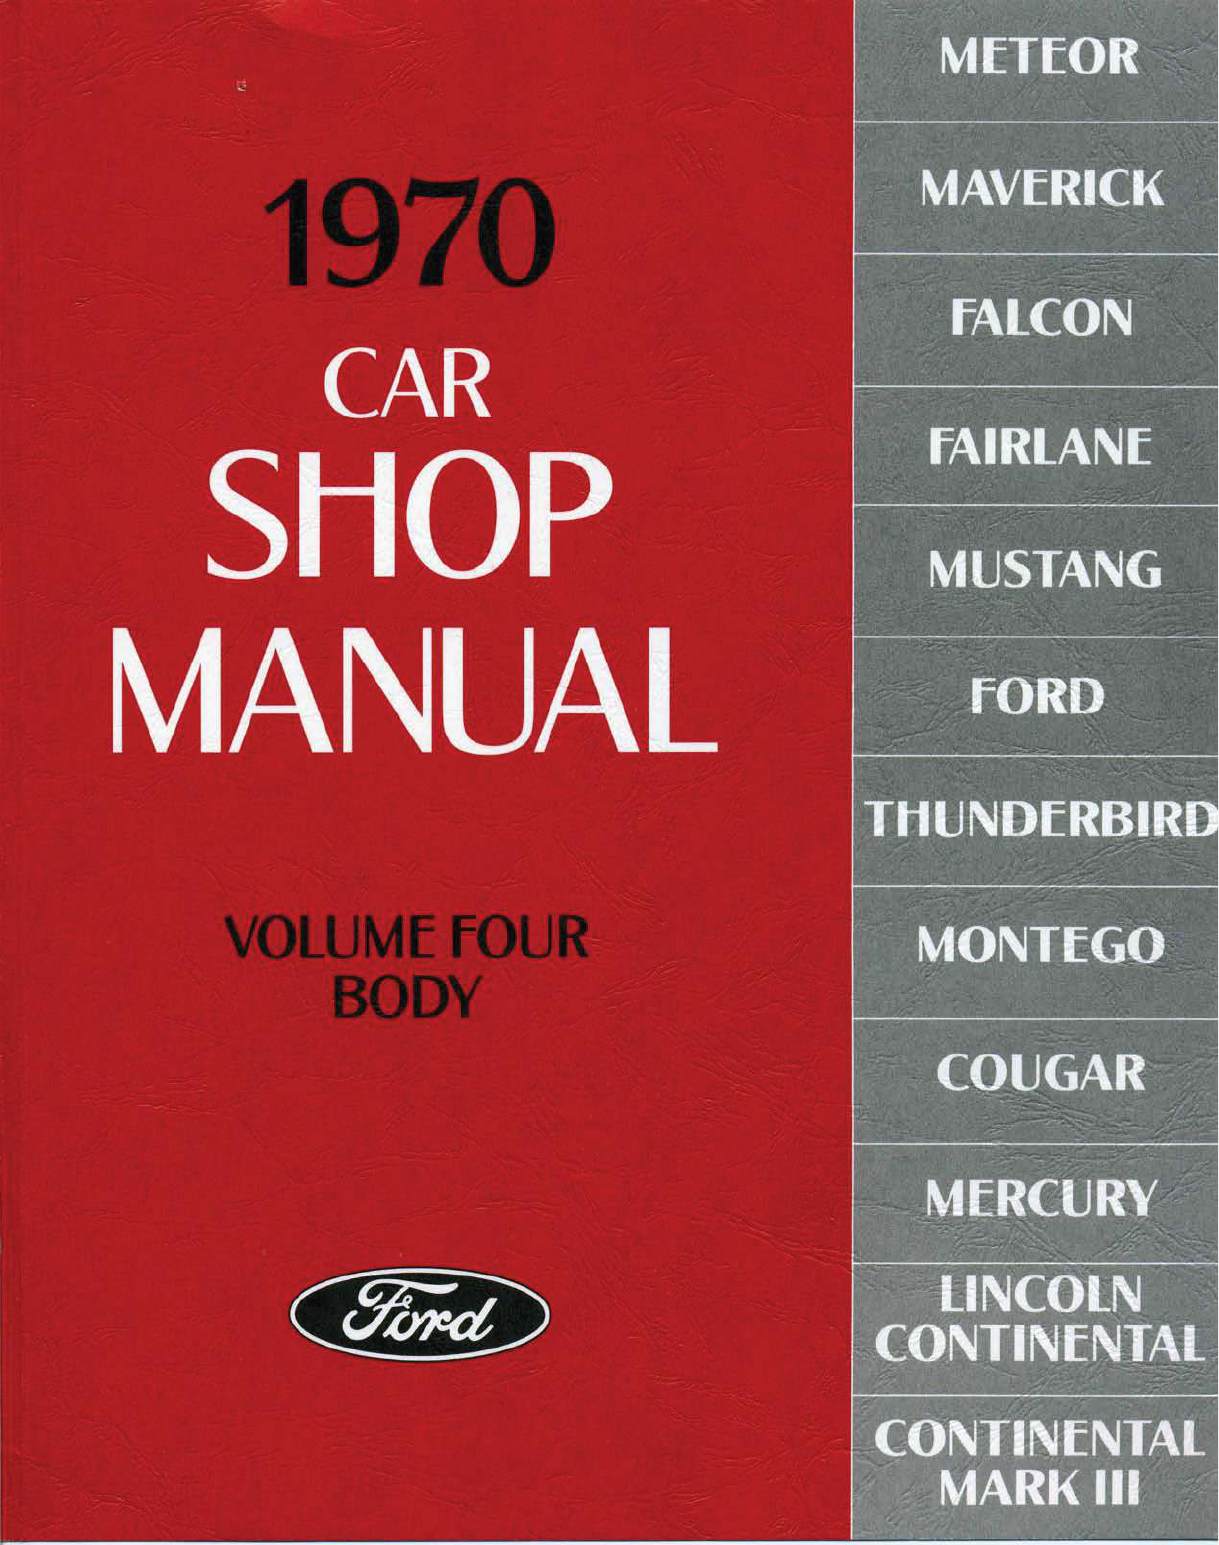 1970
CAR
SHOP
MANUAL
VOLUME FOUR
BODY
Ford
METEOR
MAVERICK
FALCON
FAIRLANE
MUSTANG
FORD
THUNDERBIRD
MONTEGO
COUGAR
MERCURY
LINCOLN
CONTINENTAL
CONTINENTAL
MARK III